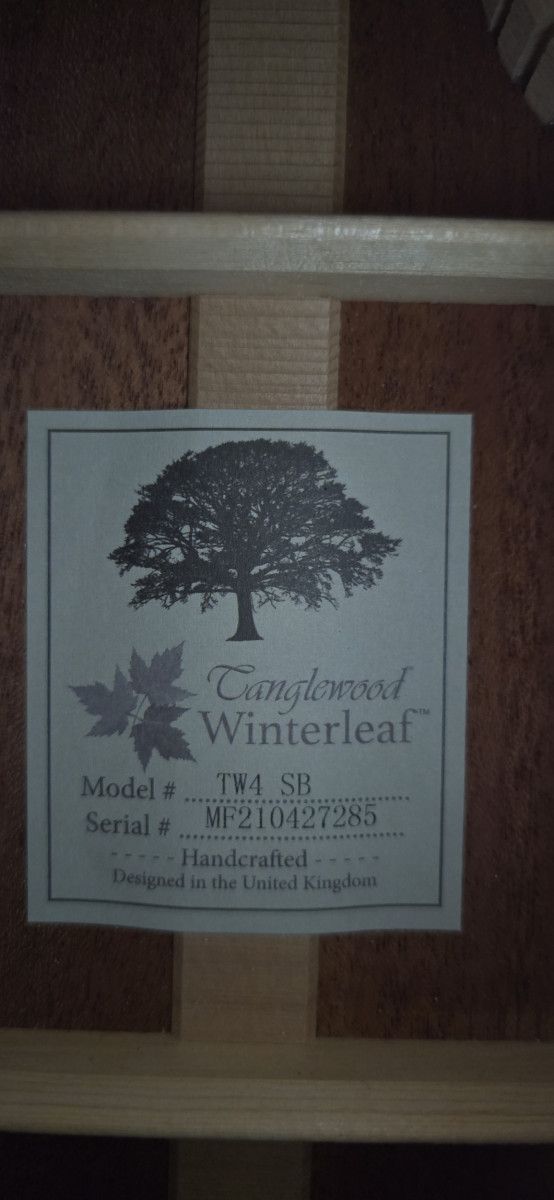 Tanglewood
Winterleaf™
Model # TW4 SB
Serial # MF210427285
- - - - - Handcrafted - - - - -
Designed in the United Kingdom